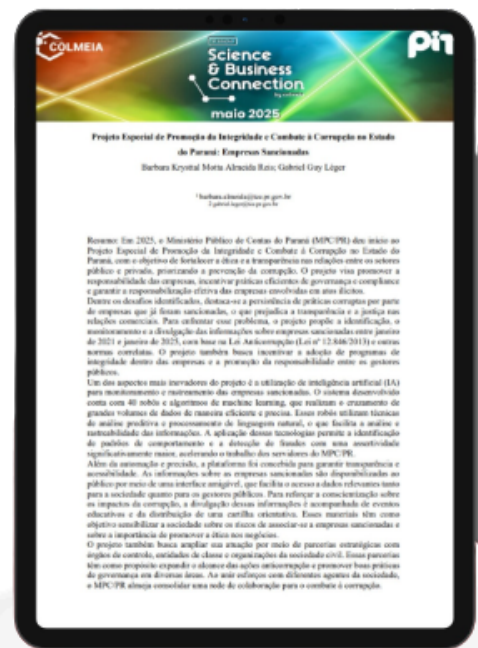 COLMEIA
Science
& Business
Connection
maio 2025
Projeto Especial de Promoção da Integridade e Combate à Corrupção no Estado
do Paraná: Empresas Sancionadas
Barbara Krysttal Motta Almeida Reis; Gabriel Guy Léger
Resumo: Em 2025, o Ministério Público de Contas do Paraná (MPC/PR) deu início ao
Projeto Especial de Promoção da Integridade e Combate à Corrupção no Estado do
Paraná, com o objetivo de fortalecer a ética e a transparência nas relações entre os setores
público e privado, priorizando a prevenção da corrupção. O projeto visa promover a
responsabilidade das empresas, incentivar práticas eficientes de governança e compliance
e garantir a responsabilização efetiva das empresas envolvidas em atos ilícitos.
Dentre os desafios identificados, destaca-se a persistência de práticas corruptas por parte
de empresas que já foram sancionadas, o que prejudica a transparência e a justiça nas
relações comerciais. Para enfrentar esse problema, o projeto propõe a identificação, o
monitoramento e a divulgação das informações sobre empresas sancionadas entre janeiro
de 2021 e janeiro de 2025, com base na Lei Anticorrupção (Lei nº 12.846/2013) e outras
normas correlatas. O projeto também busca incentivar a adoção de programas de
integridade dentro das empresas e a promoção da responsabilidade entre os gestores
públicos.
Um dos aspectos mais inovadores do projeto é a utilização de inteligência artificial (IA)
para monitoramento e rastreamento das empresas sancionadas. O sistema desenvolvido
conta com 40 robôs e algoritmos de machine learning, que realizam o cruzamento de
grandes volumes de dados de maneira eficiente e precisa. Esses robôs utilizam técnicas
de análise preditiva e processamento de linguagem natural, o que facilita a análise e
rastreabilidade das informações. A aplicação dessas tecnologias permite a identificação
de padrões de comportamento e a detecção de fraudes com uma assertividade
significativamente maior, acelerando o trabalho dos servidores do MPC/PR.
Além da automação e precisão, a plataforma foi concebida para garantir transparência e
acessibilidade. As informações sobre as empresas sancionadas são disponibilizadas ao
público por meio de uma interface amigável, que facilita o acesso a dados relevantes tanto
para a sociedade quanto para os gestores públicos. Para reforçar a conscientização sobre
os impactos da corrupção, a divulgação dessas informações é acompanhada de eventos
educativos e da distribuição de uma cartilha orientativa. Esses materiais têm como
objetivo sensibilizar a sociedade sobre os riscos de associar-se a empresas sancionadas e
sobre a importância de promover a ética nos negócios.
O projeto também busca ampliar sua atuação por meio de parcerias estratégicas com
órgãos de controle, entidades de classe e organizações da sociedade civil. Essas parcerias
têm como propósito expandir o alcance das ações anticorrupção e promover boas práticas
de governança em diversas áreas. Ao unir esforços com diferentes agentes da sociedade,
o MPC/PR almeja consolidar uma rede de colaboração para o combate à corrupção.